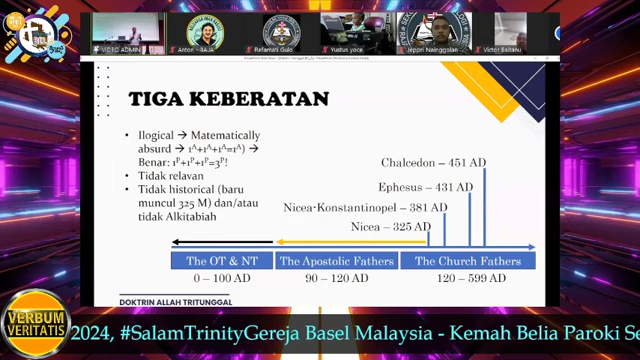 VIDEO ADMIN
Anton - BAJA
Refamati Gulo
Yustus yoce
Jeppri Nainggolan
Victor Baitanu
TIGA KEBERATAN
• Ilogical → Matematically
absurd → 1ᴬ+1ᴬ+1ᴬ=1ᴬ) →
Benar: 1ᴾ+1ᴾ+1ᴾ=3ᴾ!
• Tidak relavan
• Tidak historical (baru
muncul 325 M) dan/atau
tidak Alkitabiah
Chalcedon – 451 AD
Ephesus – 431 AD
Nicea-Konstantinopel – 381 AD
Nicea – 325 AD
The OT & NT
The Apostolic Fathers
The Church Fathers
0 – 100 AD
90 – 120 AD
120 – 599 AD
DOKTRIN ALLAH TRITUNGGAL
VERBUM
VERITATIS
2024, #SalamTrinityGereja Basel Malaysia - Kemah Belia Paroki Se